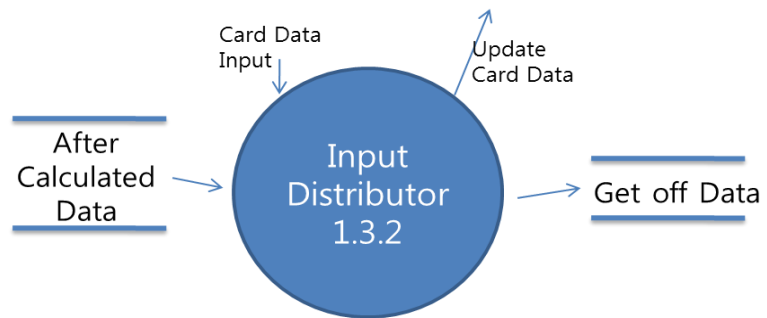 Card Data
Input
Update
Card Data
After
Calculated
Data
Input
Distributor
1.3.2
Get off Data